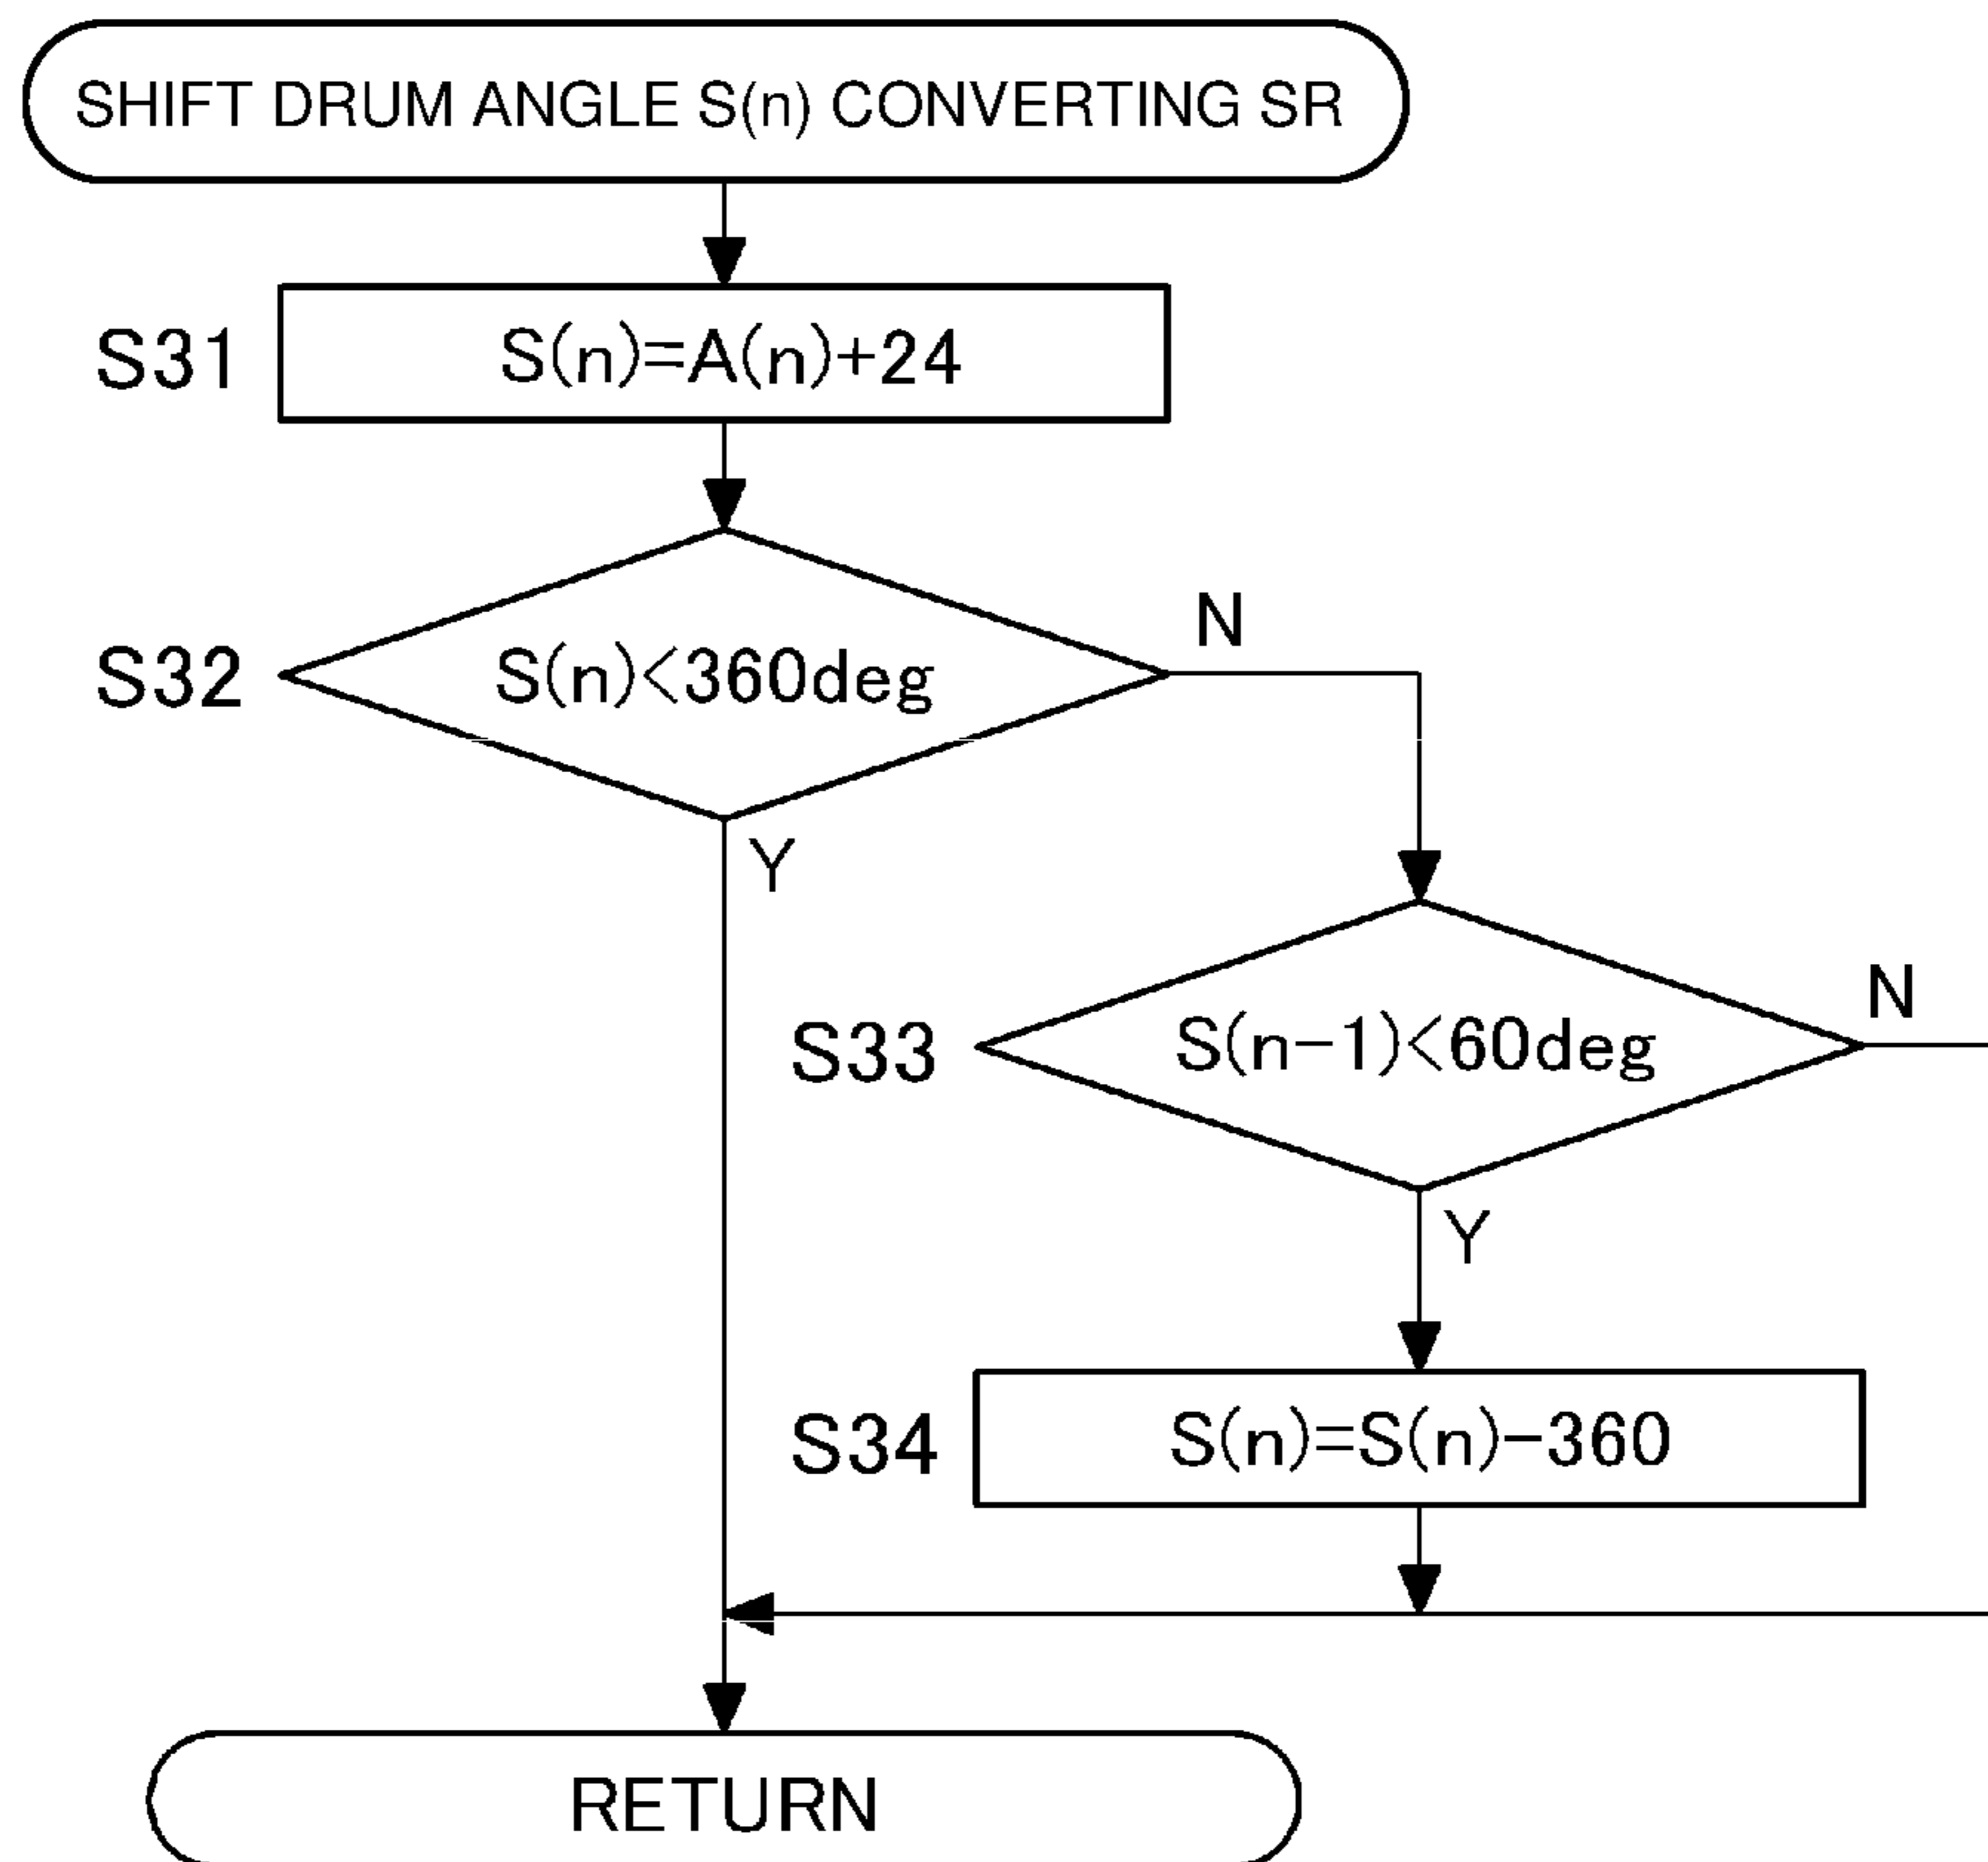 SHIFT DRUM ANGLE S(n) CONVERTING SR
S31
S(n)=A(n)+24
S32
S(n)<360deg
N
Y
S33
S(n-1)<60deg
N
Y
S34
S(n)=S(n)-360
RETURN